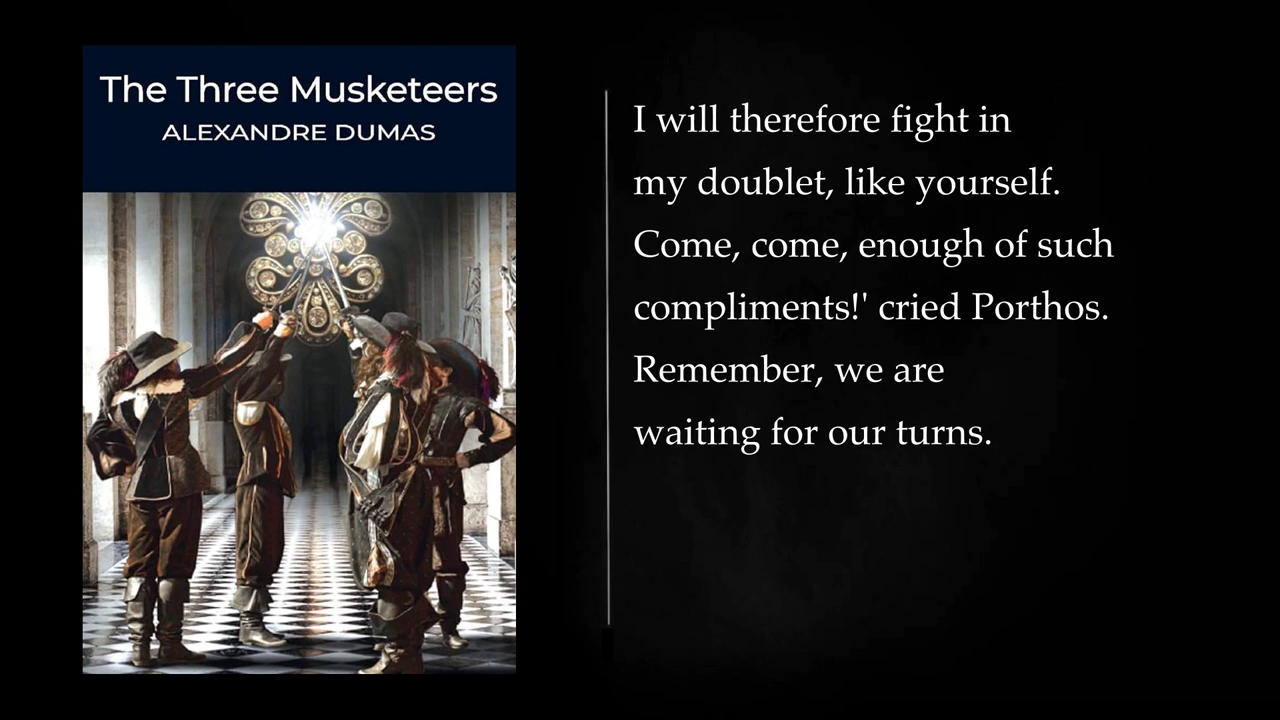 The Three Musketeers
ALEXANDRE DUMAS
I will therefore fight in
my doublet, like yourself.
Come, come, enough of such
compliments!' cried Porthos.
Remember, we are
waiting for our turns.